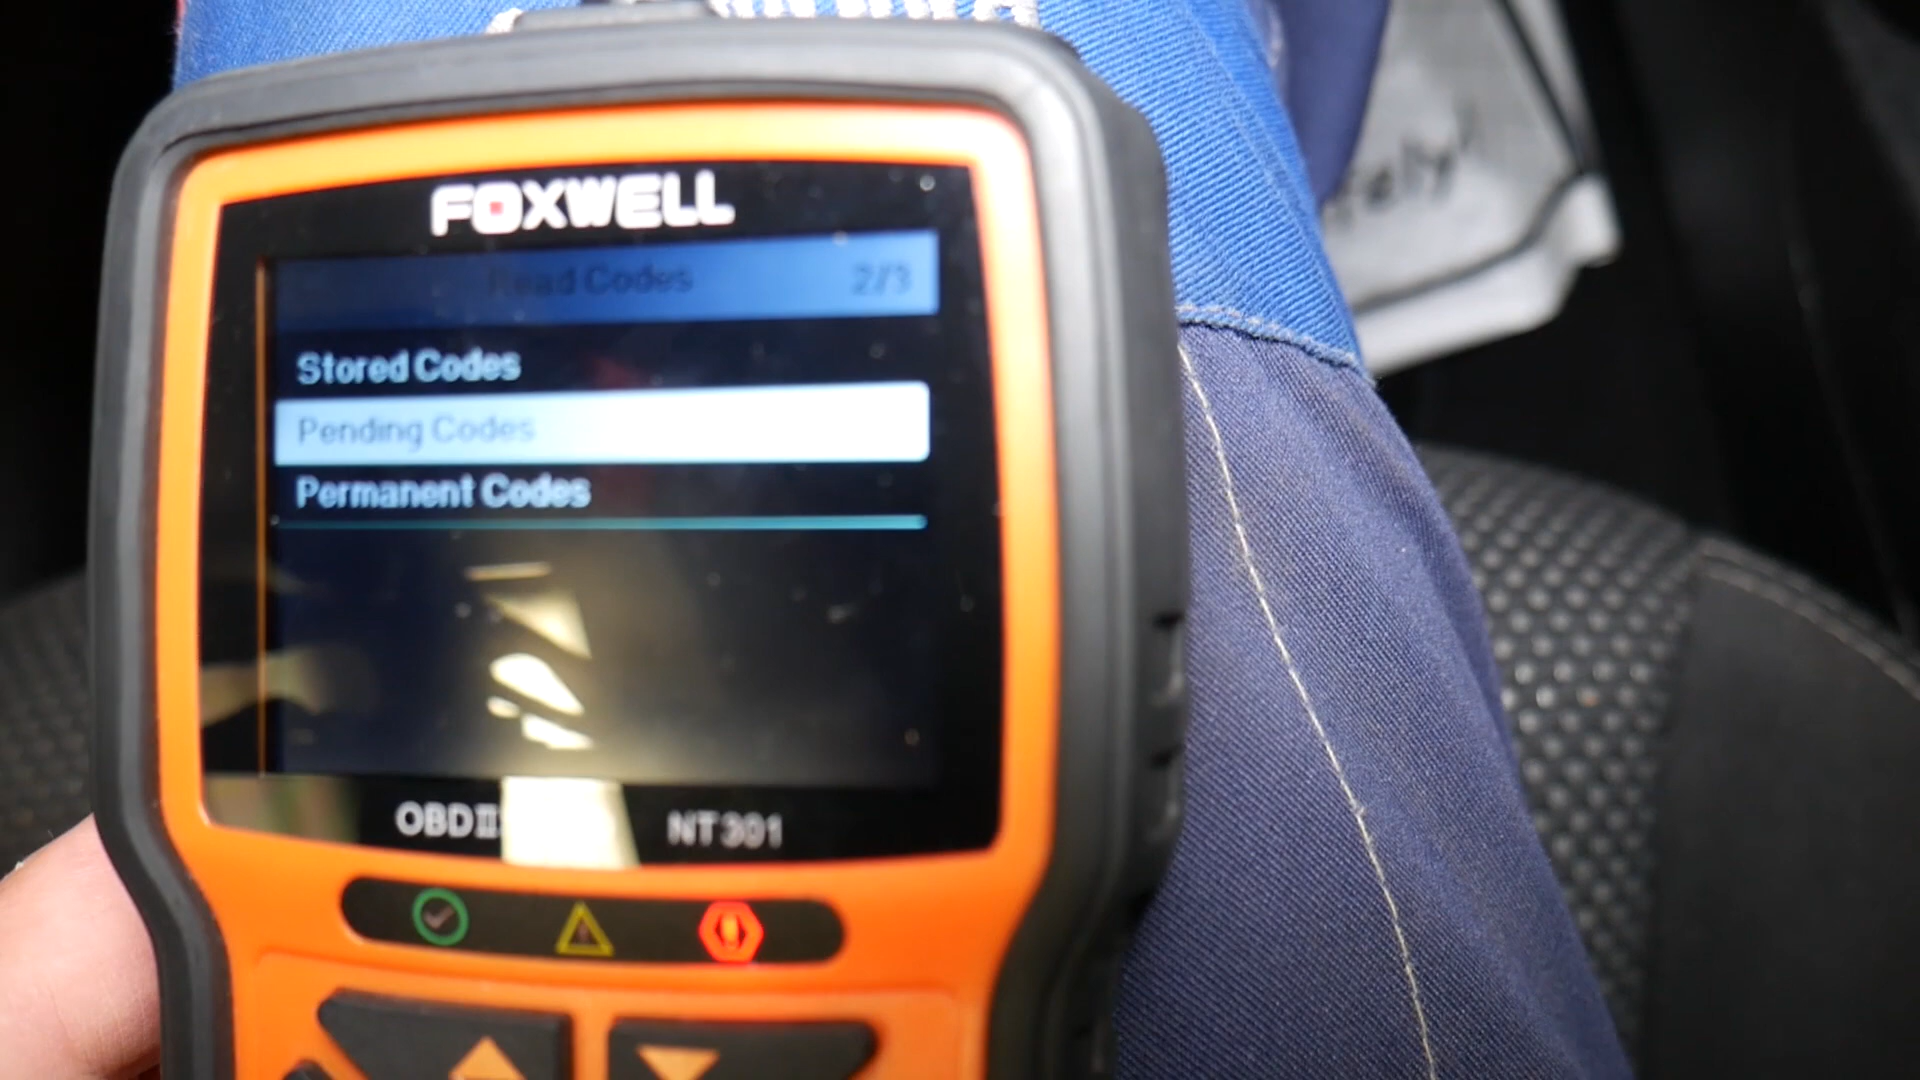 FOXWELL
Read Codes 2/3
Stored Codes
Pending Codes
Permanent Codes
OBDII
NT301